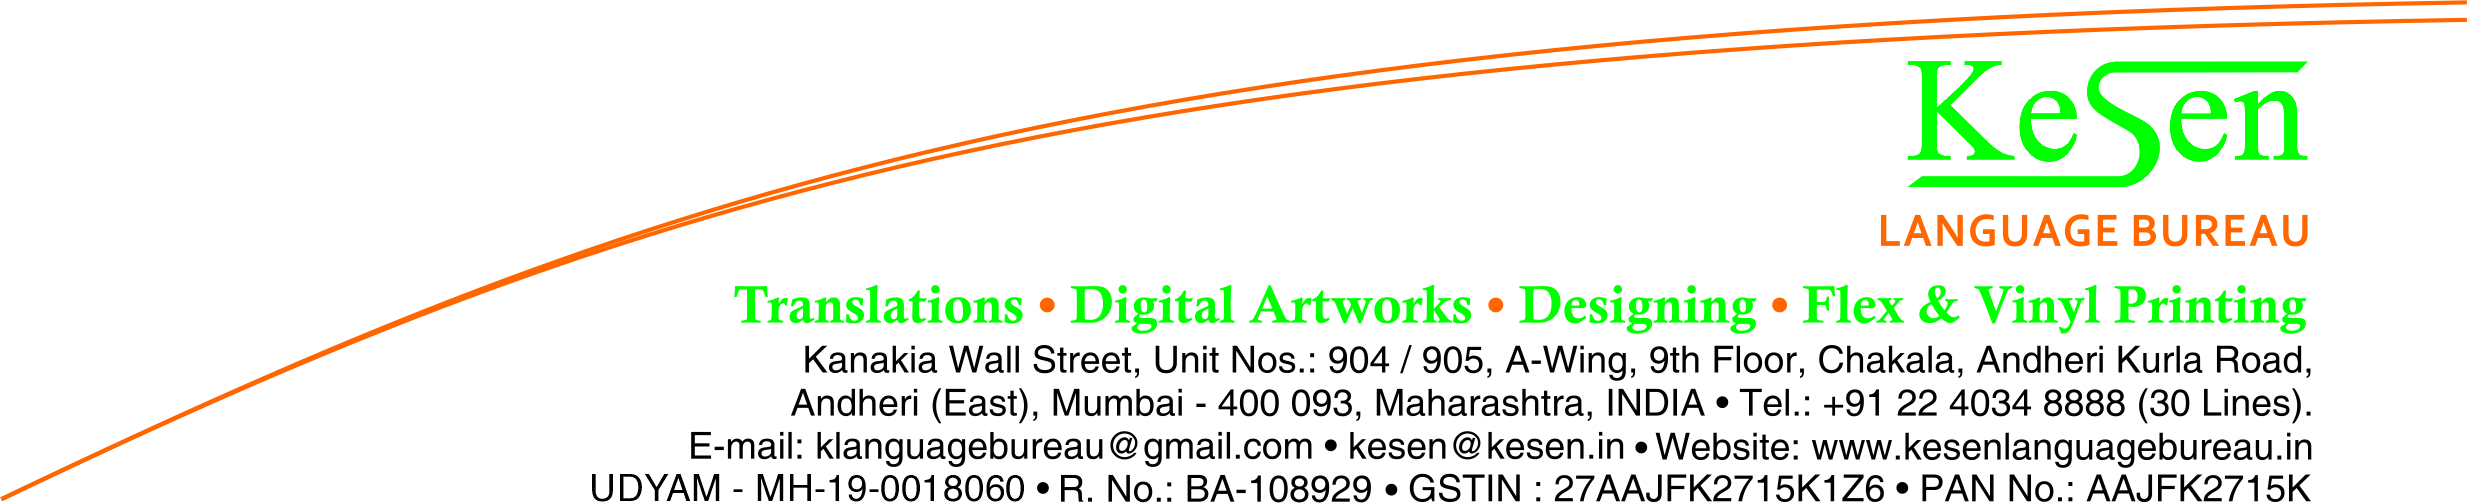 KeSen
LANGUAGE BUREAU
Translations • Digital Artworks • Designing • Flex & Vinyl Printing
Kanakia Wall Street, Unit Nos.: 904 / 905, A-Wing, 9th Floor, Chakala, Andheri Kurla Road,
Andheri (East), Mumbai - 400 093, Maharashtra, INDIA • Tel.: +91 22 4034 8888 (30 Lines).
E-mail: klanguagebureau@gmail.com • kesen@kesen.in • Website: www.kesenlanguagebureau.in
UDYAM - MH-19-0018060 • R. No.: BA-108929 • GSTIN : 27AAJFK2715K1Z6 • PAN No.: AAJFK2715K